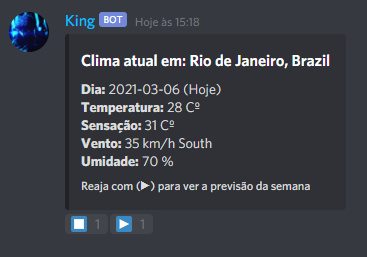 King BOT Hoje às 15:18
Clima atual em: Rio de Janeiro, Brazil
Dia: 2021-03-06 (Hoje)
Temperatura: 28 Cº
Sensação: 31 Cº
Vento: 35 km/h South
Umidade: 70 %
Reaja com (▶) para ver a previsão da semana
1 1